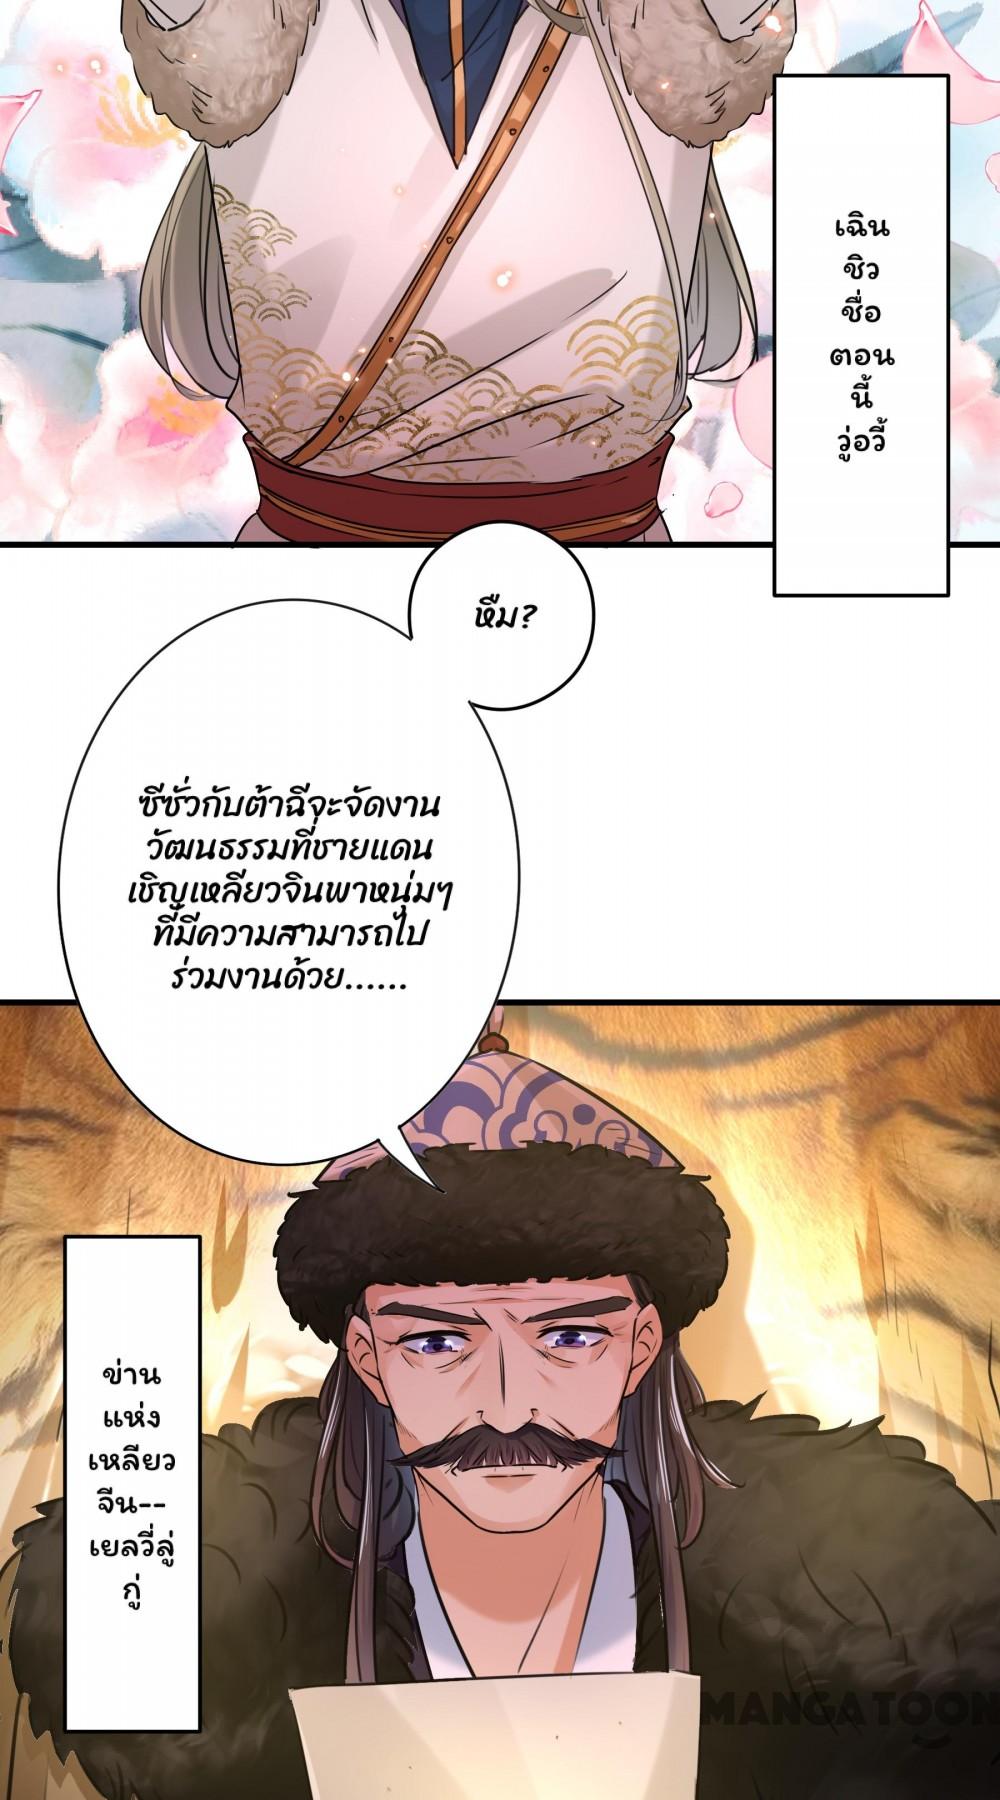 เฉิน
ชิว
ชื่อ
ตอน
นี้
วู่อวี้
หืม?
ซีซั่วกับต้าฉีจะจัดงาน
วัฒนธรรมที่ชายแดน
เชิญเหลียวจินพาหนุ่มๆ
ที่มีความสามารถไป
ร่วมงานด้วย......
ข่าน
แห่ง
เหลียว
จีน--
เยลวี่ลู่
กู่
MANGA TOON